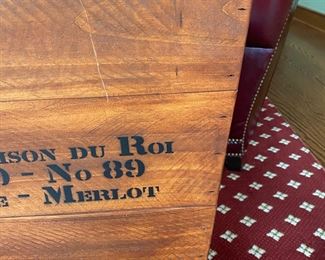 ISON DU ROI
- NO 89
- MERLOT